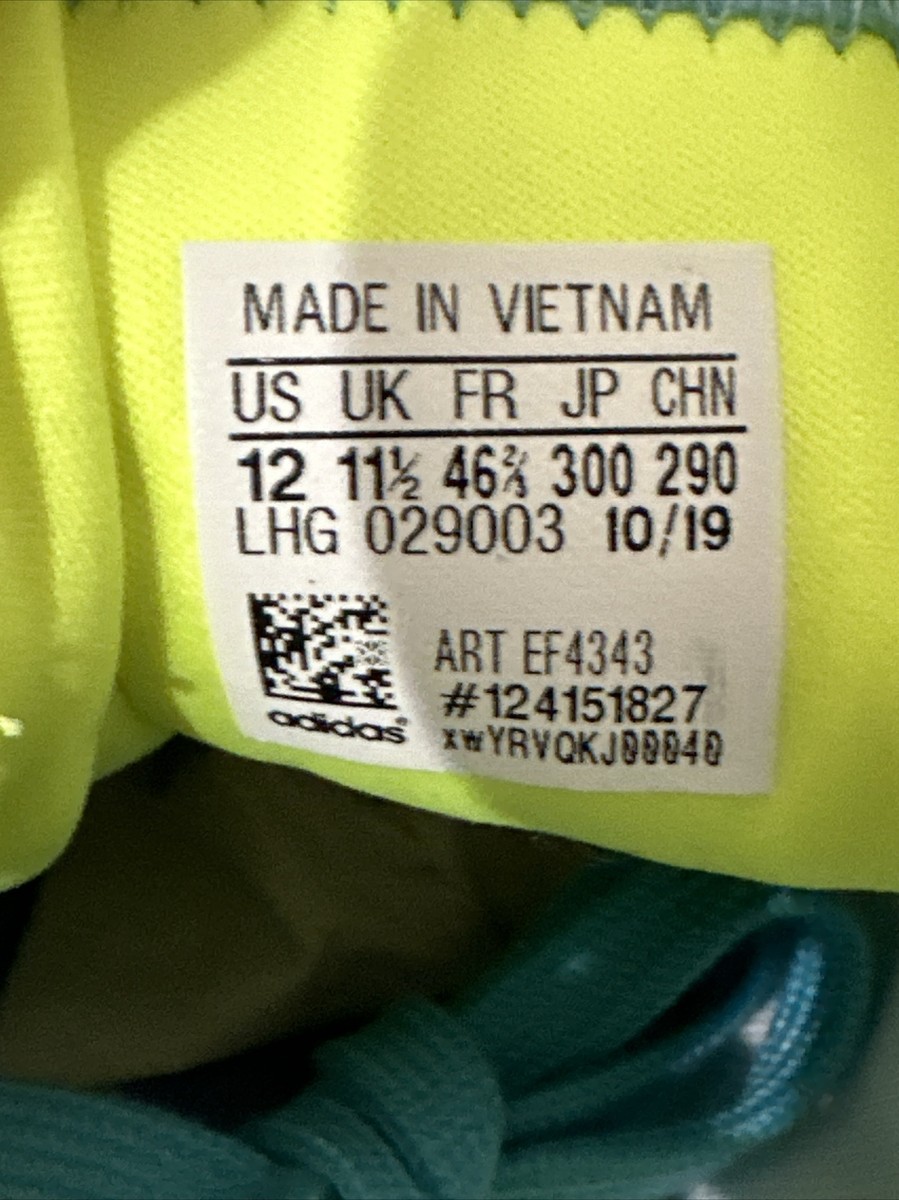 MADE IN VIETNAM
US UK FR JP CHN
12 11½ 46⅔ 300 290
LHG 029003 10/19
ART EF4343
#124151827
xwYRVQKJ00040
adidas®